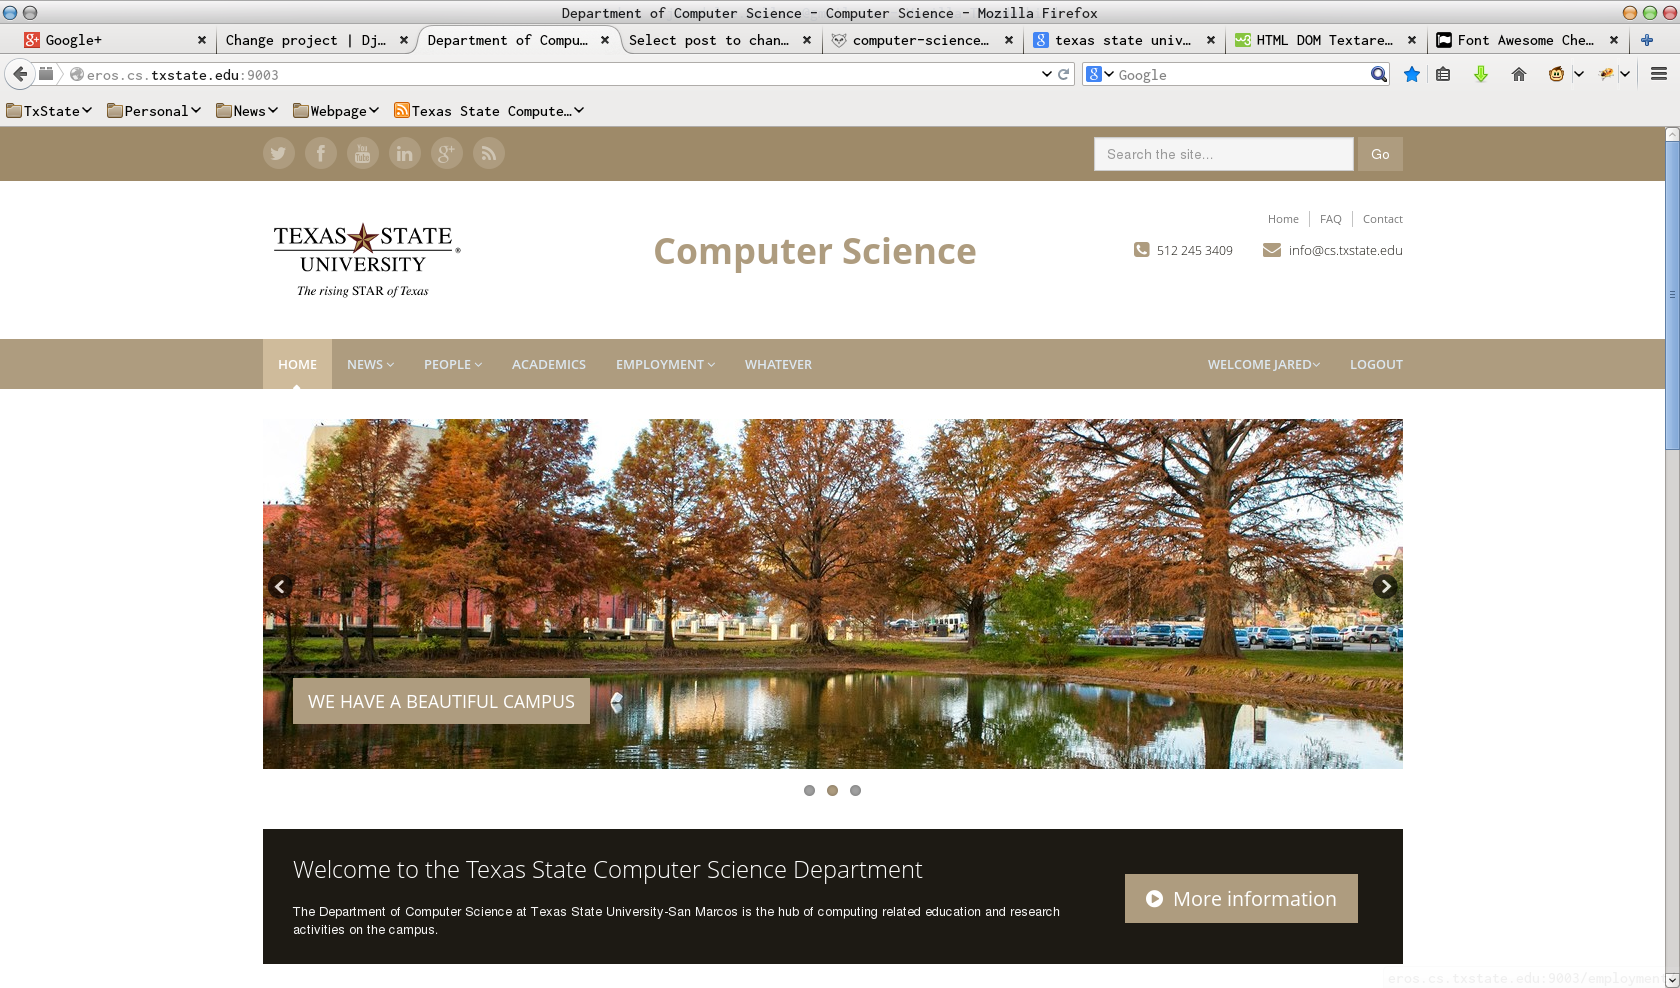 Department of Computer Science - Computer Science - Mozilla Firefox
Google+
Change project | Dj…
Department of Compu…
Select post to chan…
computer-science…
texas state univ…
HTML DOM Textare…
Font Awesome Che…
eros.cs.txstate.edu:9003
Google
TxState
Personal
News
Webpage
Texas State Compute…
Search the site...
Go
Home
FAQ
Contact
TEXAS STATE
UNIVERSITY
®
The rising STAR of Texas
Computer Science
512 245 3409
info@cs.txstate.edu
HOME
NEWS
PEOPLE
ACADEMICS
EMPLOYMENT
WHATEVER
WELCOME JARED
LOGOUT
WE HAVE A BEAUTIFUL CAMPUS
Welcome to the Texas State Computer Science Department
The Department of Computer Science at Texas State University-San Marcos is the hub of computing related education and research
activities on the campus.
More information
eros.cs.txstate.edu:9003/employment